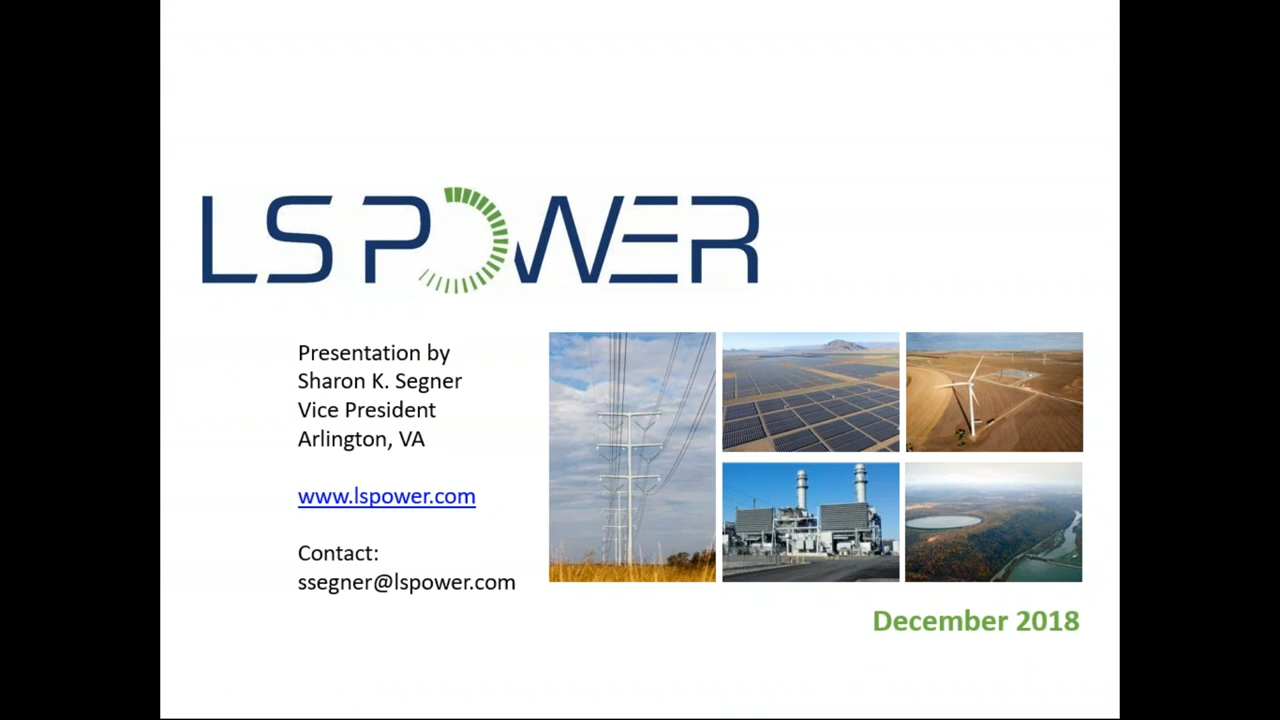 LS POWER
Presentation by
Sharon K. Segner
Vice President
Arlington, VA
www.lspower.com
Contact:
ssegner@lspower.com
December 2018